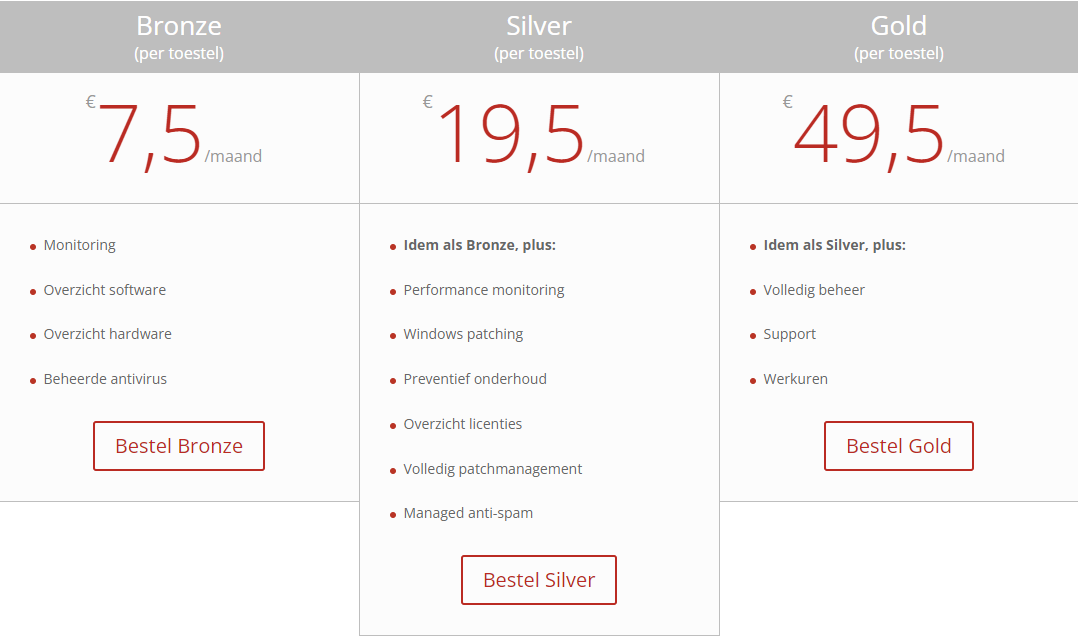 Bronze
(per toestel)
€7,5/maand
Monitoring
Overzicht software
Overzicht hardware
Beheerde antivirus
Bestel Bronze
Silver
(per toestel)
€19,5/maand
Idem als Bronze, plus:
Performance monitoring
Windows patching
Preventief onderhoud
Overzicht licenties
Volledig patchmanagement
Managed anti-spam
Bestel Silver
Gold
(per toestel)
€49,5/maand
Idem als Silver, plus:
Volledig beheer
Support
Werkuren
Bestel Gold